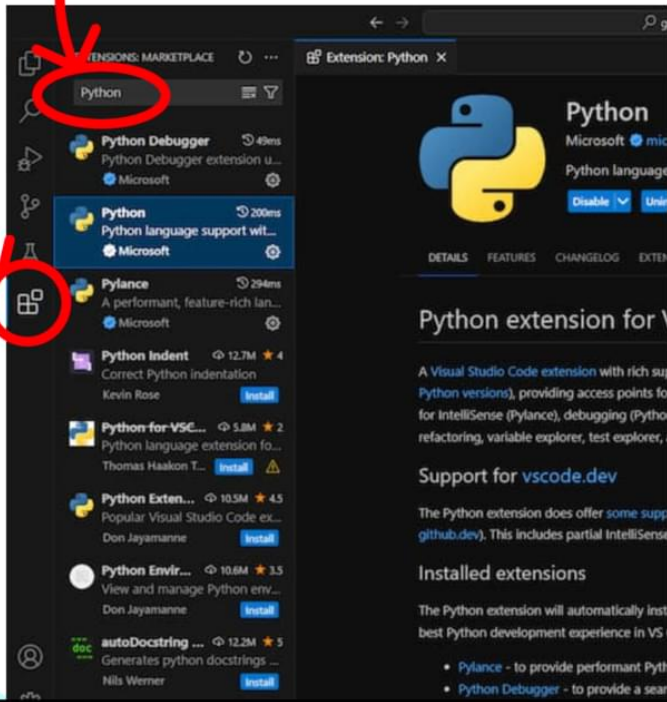 EXTENSIONS: MARKETPLACE
Extension: Python
Python
Python Debugger 49ms
Python Debugger extension u...
Microsoft
Python 200ms
Python language support wit...
Microsoft
Pylance 294ms
A performant, feature-rich lan...
Microsoft
Python Indent 12.7M 4
Correct Python indentation
Kevin Rose Install
Python for VSC... 5.8M 2
Python language extension fo...
Thomas Haakon T... Install
Python Exten... 10.5M 4.5
Popular Visual Studio Code ex...
Don Jayamanne Install
Python Envir... 10.6M 3.5
View and manage Python env...
Don Jayamanne Install
autoDocstring ... 12.2M 5
Generates python docstrings ...
Nils Werner Install
doc
Python
Microsoft
Python language
Disable
DETAILS FEATURES CHANGELOG
Python extension for
A Visual Studio Code extension with rich
Python versions), providing access points
for IntelliSense (Pylance), debugging
refactoring, variable explorer, test explorer,
Support for vscode.dev
The Python extension does offer some
github.dev). This includes partial
Installed extensions
The Python extension will automatically
best Python development experience in VS
• Pylance - to provide performant
• Python Debugger - to provide a